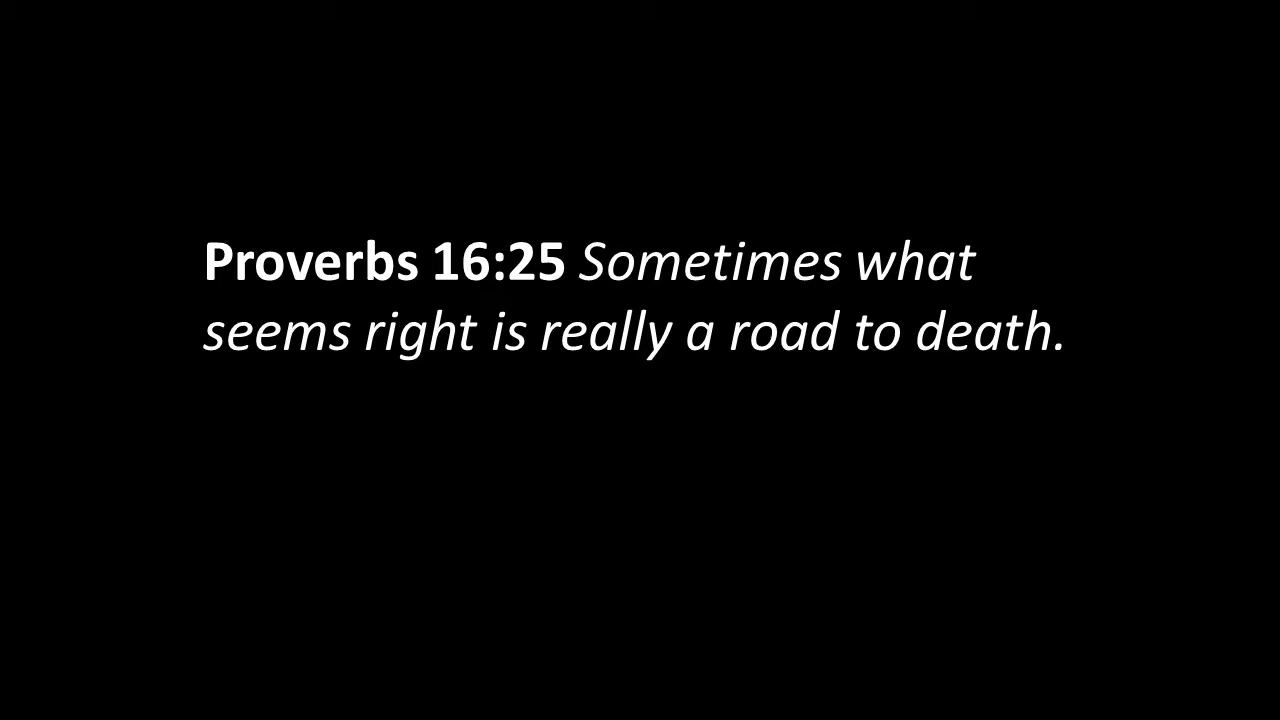 Proverbs 16:25 Sometimes what
seems right is really a road to death.